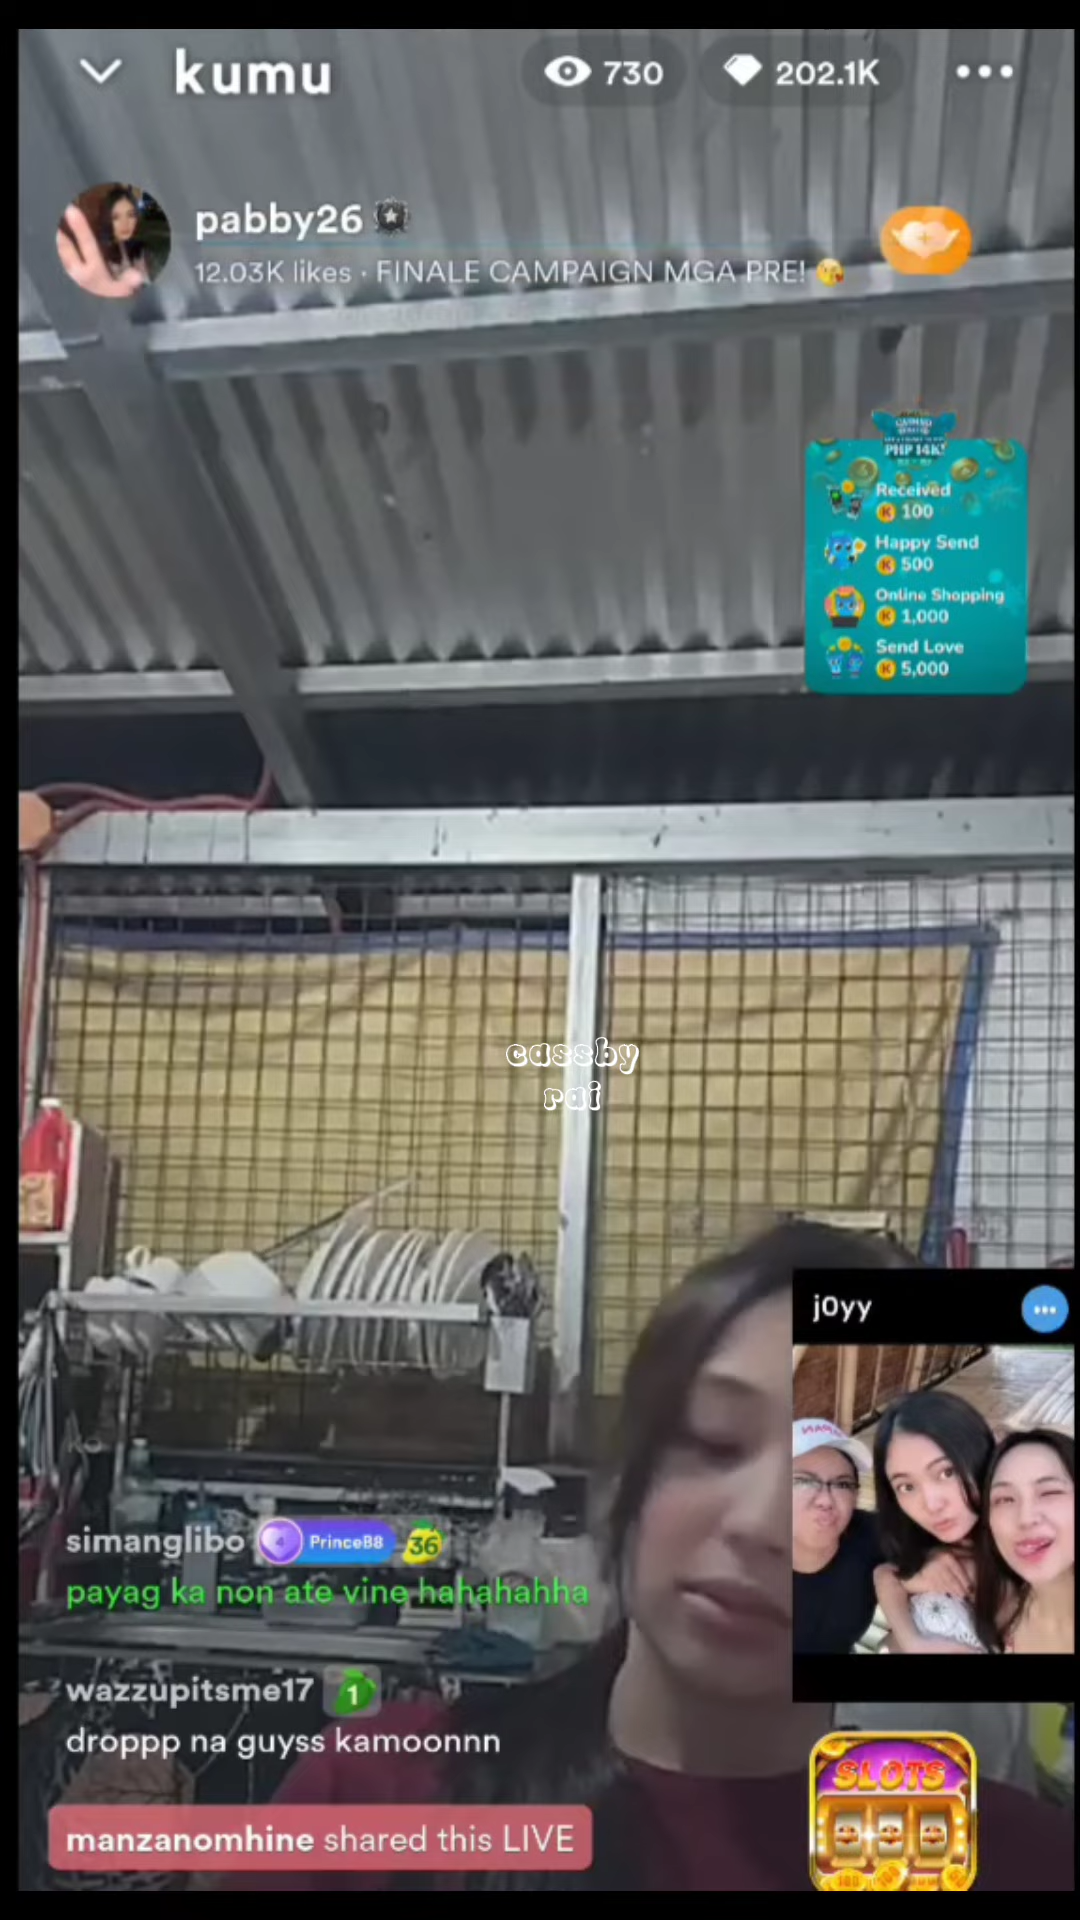 kumu
730
202.1K
pabby26
12.03K likes · FINALE CAMPAIGN MGA PRE! 😘
PHP 14K!
Received
K 100
Happy Send
K 500
Online Shopping
K 1,000
Send Love
K 5,000
cassby
rai
j0yy
simanglibo 4 PrinceB8 36
payag ka non ate vine hahahahha
wazzupitsme17 1
droppp na guyss kamoonnn
manzanomhine shared this LIVE
SLOTS